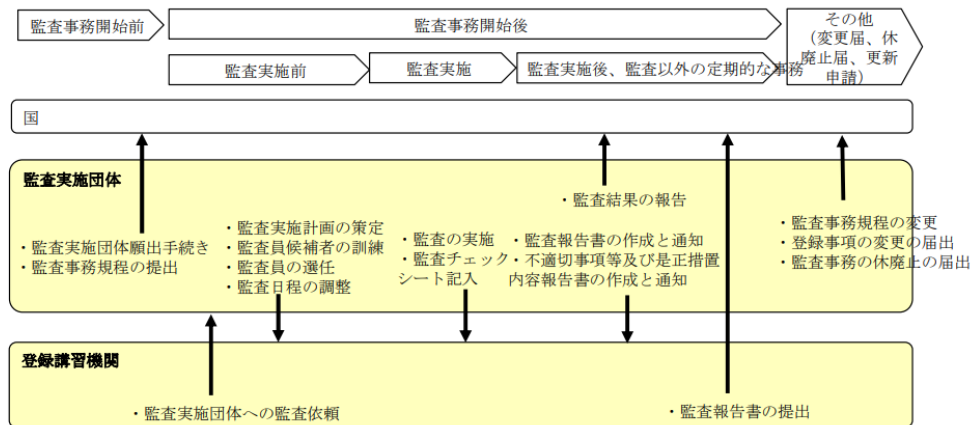 監査事務開始前
監査事務開始後
その他
（変更届、休
廃止届、更新
申請）
監査実施前
監査実施
監査実施後、監査以外の定期的な事務
国
監査実施団体
・監査実施団体願出手続き
・監査事務規程の提出
・監査実施計画の策定
・監査員候補者の訓練
・監査員の選任
・監査日程の調整
・監査の実施
・監査チェック
シート記入
・監査結果の報告
・監査報告書の作成と通知
・不適切事項等及び是正措置
内容報告書の作成と通知
・監査事務規程の変更
・登録事項の変更の届出
・監査事務の休廃止の届出
登録講習機関
・監査実施団体への監査依頼
・監査報告書の提出